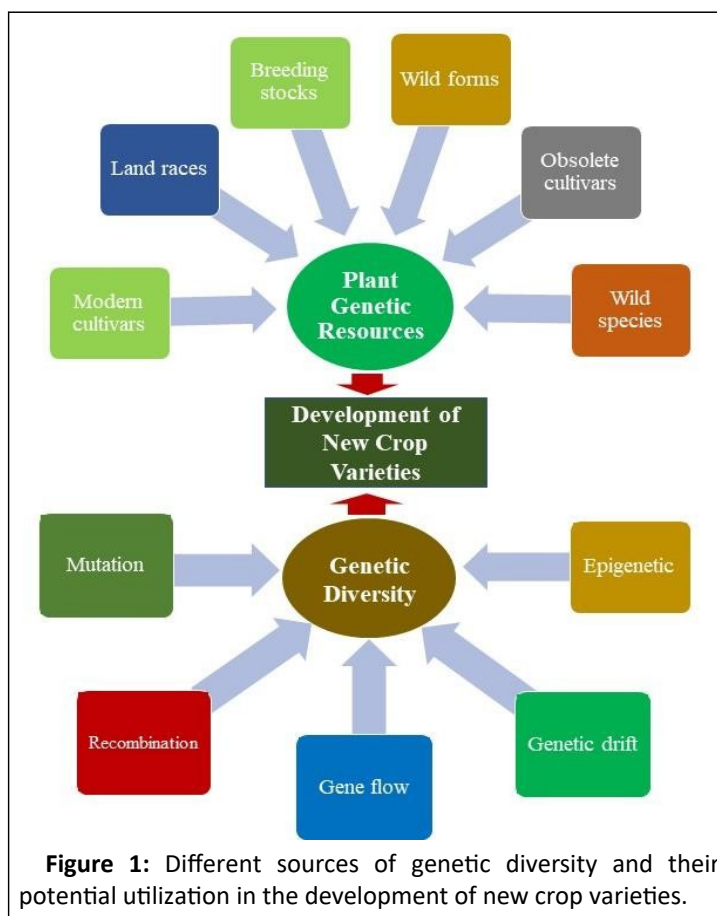 Breeding
stocks
Wild forms
Land races
Obsolete
cultivars
Modern
cultivars
Plant
Genetic
Resources
Wild
species
Development of
New Crop
Varieties
Mutation
Genetic
Diversity
Epigenetic
Recombination
Gene flow
Genetic drift
Figure 1: Different sources of genetic diversity and their
potential utilization in the development of new crop varieties.